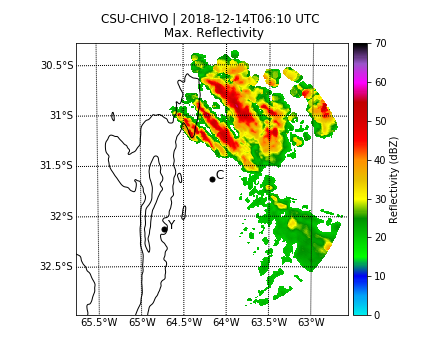 CSU-CHIVO | 2018-12-14T06:10 UTC
Max. Reflectivity
30.5°S
31°S
31.5°S
32°S
32.5°S
C
Y
65.5°W 65°W 64.5°W 64°W 63.5°W 63°W
70
60
50
40
30
20
10
0
Reflectivity (dBZ)